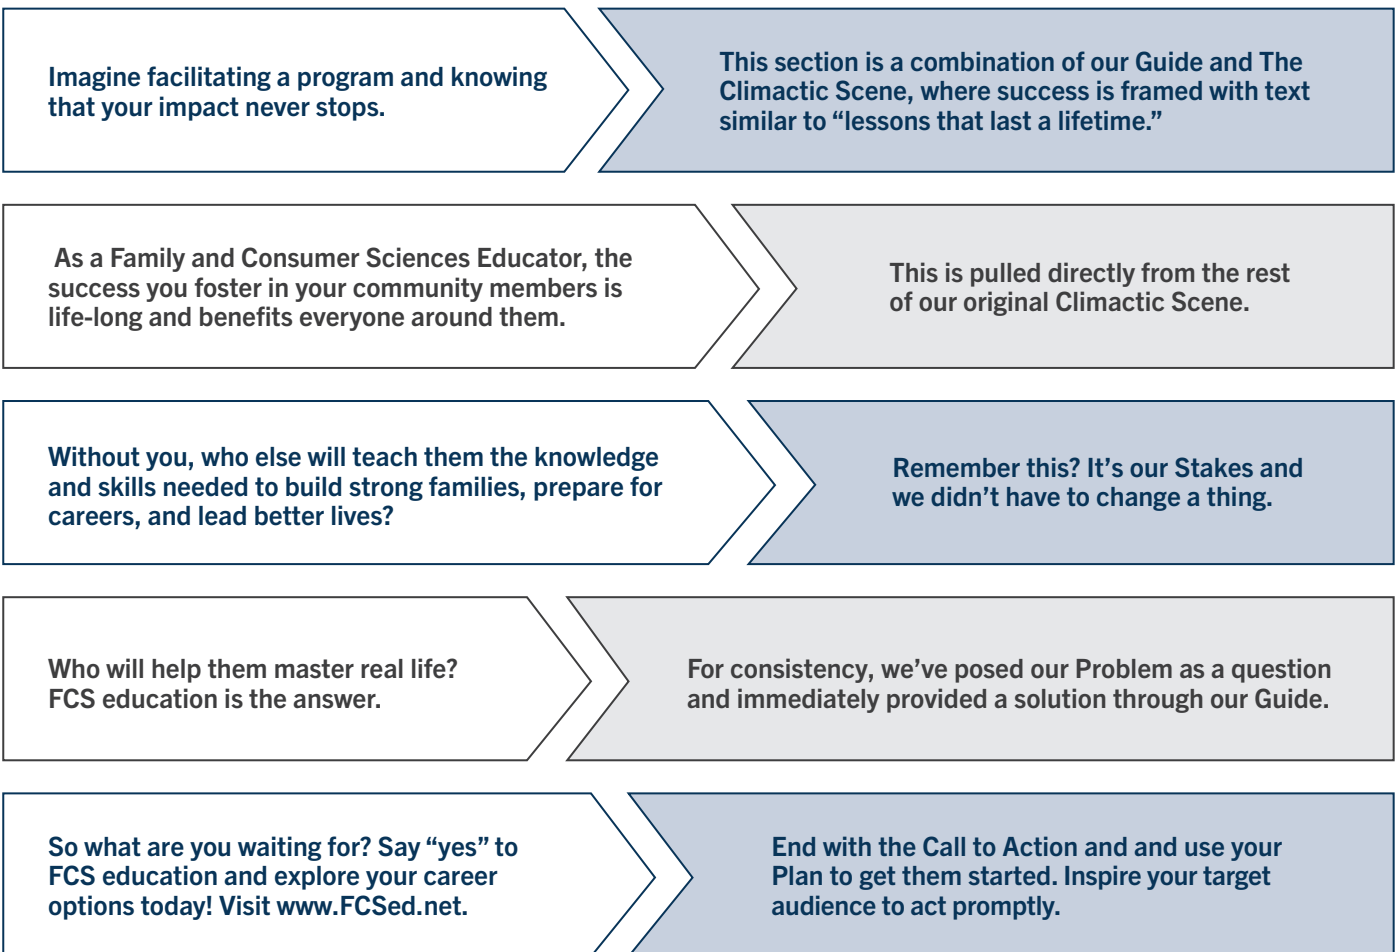 Imagine facilitating a program and knowing
that your impact never stops.
This section is a combination of our Guide and The
Climactic Scene, where success is framed with text
similar to “lessons that last a lifetime.”
As a Family and Consumer Sciences Educator, the
success you foster in your community members is
life-long and benefits everyone around them.
This is pulled directly from the rest
of our original Climactic Scene.
Without you, who else will teach them the knowledge
and skills needed to build strong families, prepare for
careers, and lead better lives?
Remember this? It’s our Stakes and
we didn’t have to change a thing.
Who will help them master real life?
FCS education is the answer.
For consistency, we’ve posed our Problem as a question
and immediately provided a solution through our Guide.
So what are you waiting for? Say “yes” to
FCS education and explore your career
options today! Visit www.FCSed.net.
End with the Call to Action and and use your
Plan to get them started. Inspire your target
audience to act promptly.